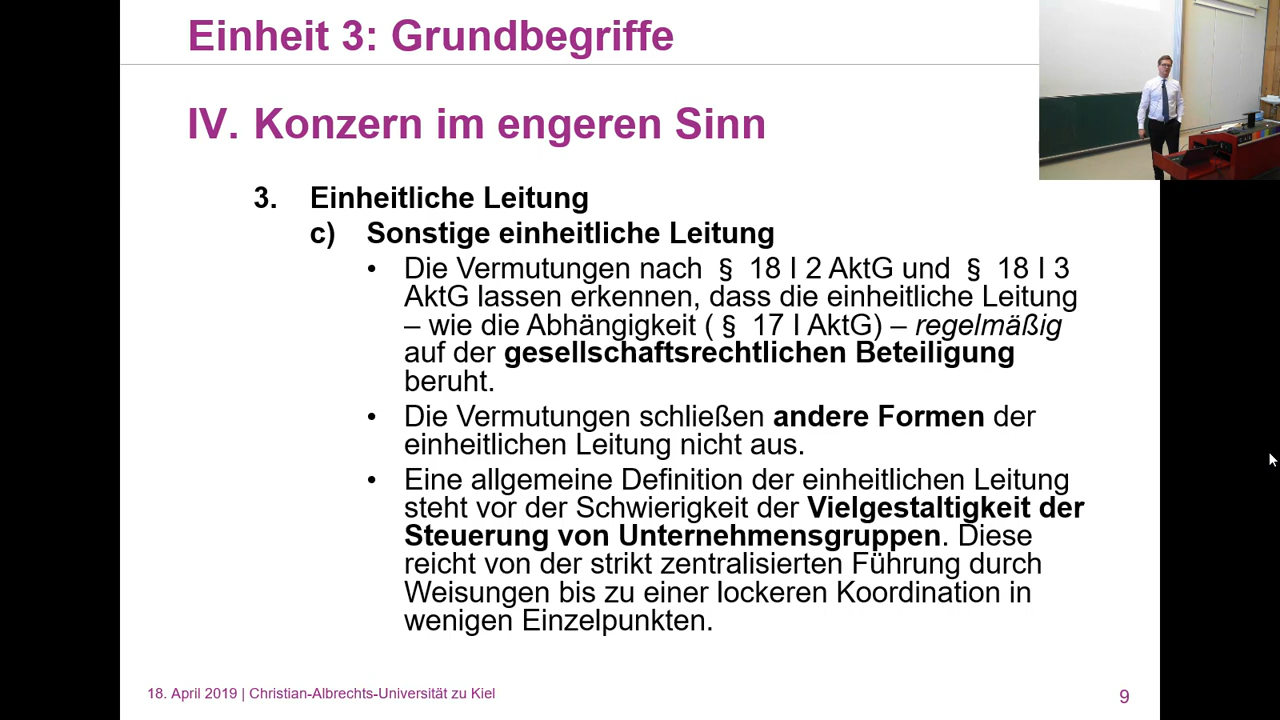 Einheit 3: Grundbegriffe
IV. Konzern im engeren Sinn
3. Einheitliche Leitung
c) Sonstige einheitliche Leitung
• Die Vermutungen nach § 18 I 2 AktG und § 18 I 3
AktG lassen erkennen, dass die einheitliche Leitung
– wie die Abhängigkeit ( § 17 I AktG) – regelmäßig
auf der gesellschaftsrechtlichen Beteiligung
beruht.
• Die Vermutungen schließen andere Formen der
einheitlichen Leitung nicht aus.
• Eine allgemeine Definition der einheitlichen Leitung
steht vor der Schwierigkeit der Vielgestaltigkeit der
Steuerung von Unternehmensgruppen. Diese
reicht von der strikt zentralisierten Führung durch
Weisungen bis zu einer lockeren Koordination in
wenigen Einzelpunkten.
18. April 2019 | Christian-Albrechts-Universität zu Kiel
9